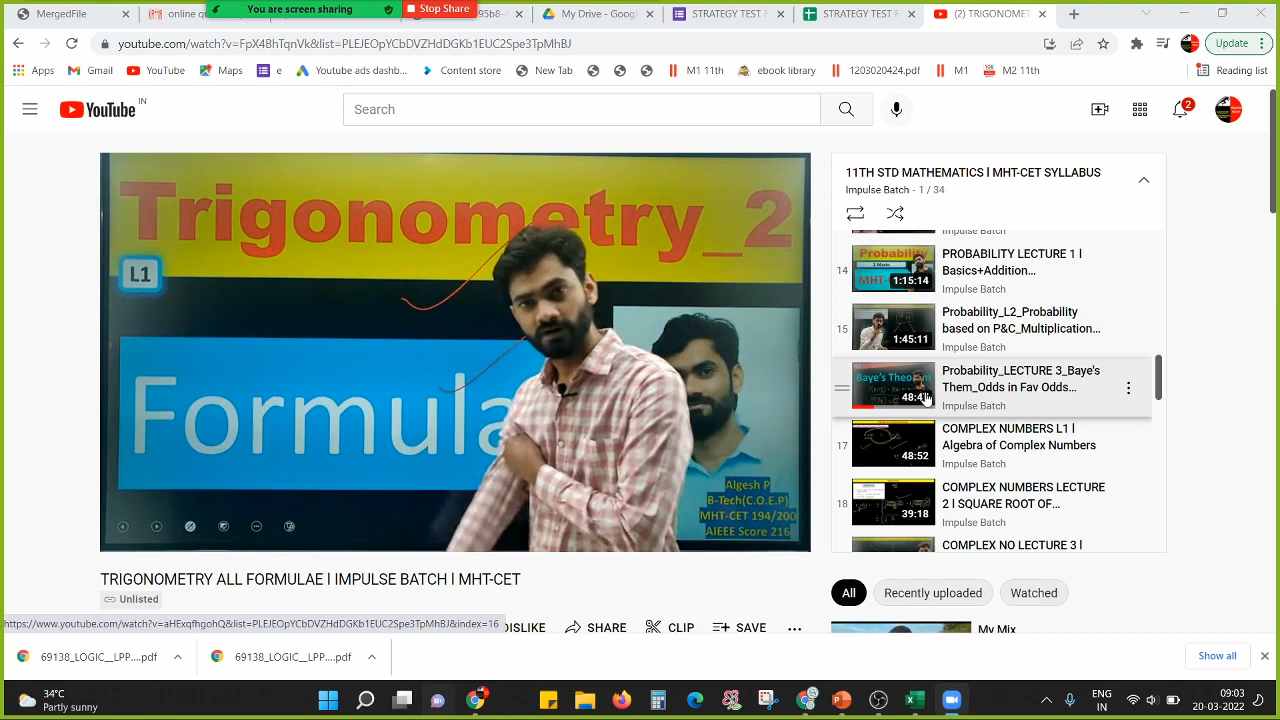 You are screen sharing
Stop Share
MergedFile
online q
95b8-
My Drive - Goog
STRATEGY TEST E
STRATEGY TEST E
(2) TRIGONOMET
youtube.com/watch?v=TpX4BhTqnVk&list=PLEJEOpYCbDVZHdDGKb1EUC2Spe3TpMhBJ
Update
Apps
Gmail
YouTube
Maps
e
Youtube ads dashb...
Content store
New Tab
M1 11th
ebook library
1203020424.pdf
M1
M2 11th
Reading list
YouTube IN
Search
2
Trigonometry_2
L1
Formula
Algesh P
B-Tech(C.O.E.P)
MHT-CET 194/200
AIEEE Score 216
11TH STD MATHEMATICS l MHT-CET SYLLABUS
Impulse Batch - 1 / 34
Impulse Batch
14
Probability
MHT-
1:15:14
PROBABILITY LECTURE 1 l
Basics+Addition...
Impulse Batch
15
1:45:11
Probability_L2_Probability
based on P&C_Multiplication...
Impulse Batch
Baye's Theorem
48:4
Probability_LECTURE 3_Baye's
Them_Odds in Fav Odds...
Impulse Batch
17
48:52
COMPLEX NUMBERS L1 l
Algebra of Complex Numbers
Impulse Batch
18
39:18
COMPLEX NUMBERS LECTURE
2 l SQUARE ROOT OF...
Impulse Batch
COMPLEX NO LECTURE 3 l
TRIGONOMETRY ALL FORMULAE l IMPULSE BATCH l MHT-CET
Unlisted
All
Recently uploaded
Watched
https://www.youtube.com/watch?v=aHExqfhgohQ&list=PLEJEOpYCbDVZHdDGKb1EUC2Spe3TpMhBJ&index=16
DISLIKE
SHARE
CLIP
SAVE
My Mix
69138_LOGIC__LPP....pdf
69138_LOGIC__LPP....pdf
Show all
34°C
Partly sunny
ENG
IN
09:03
20-03-2022